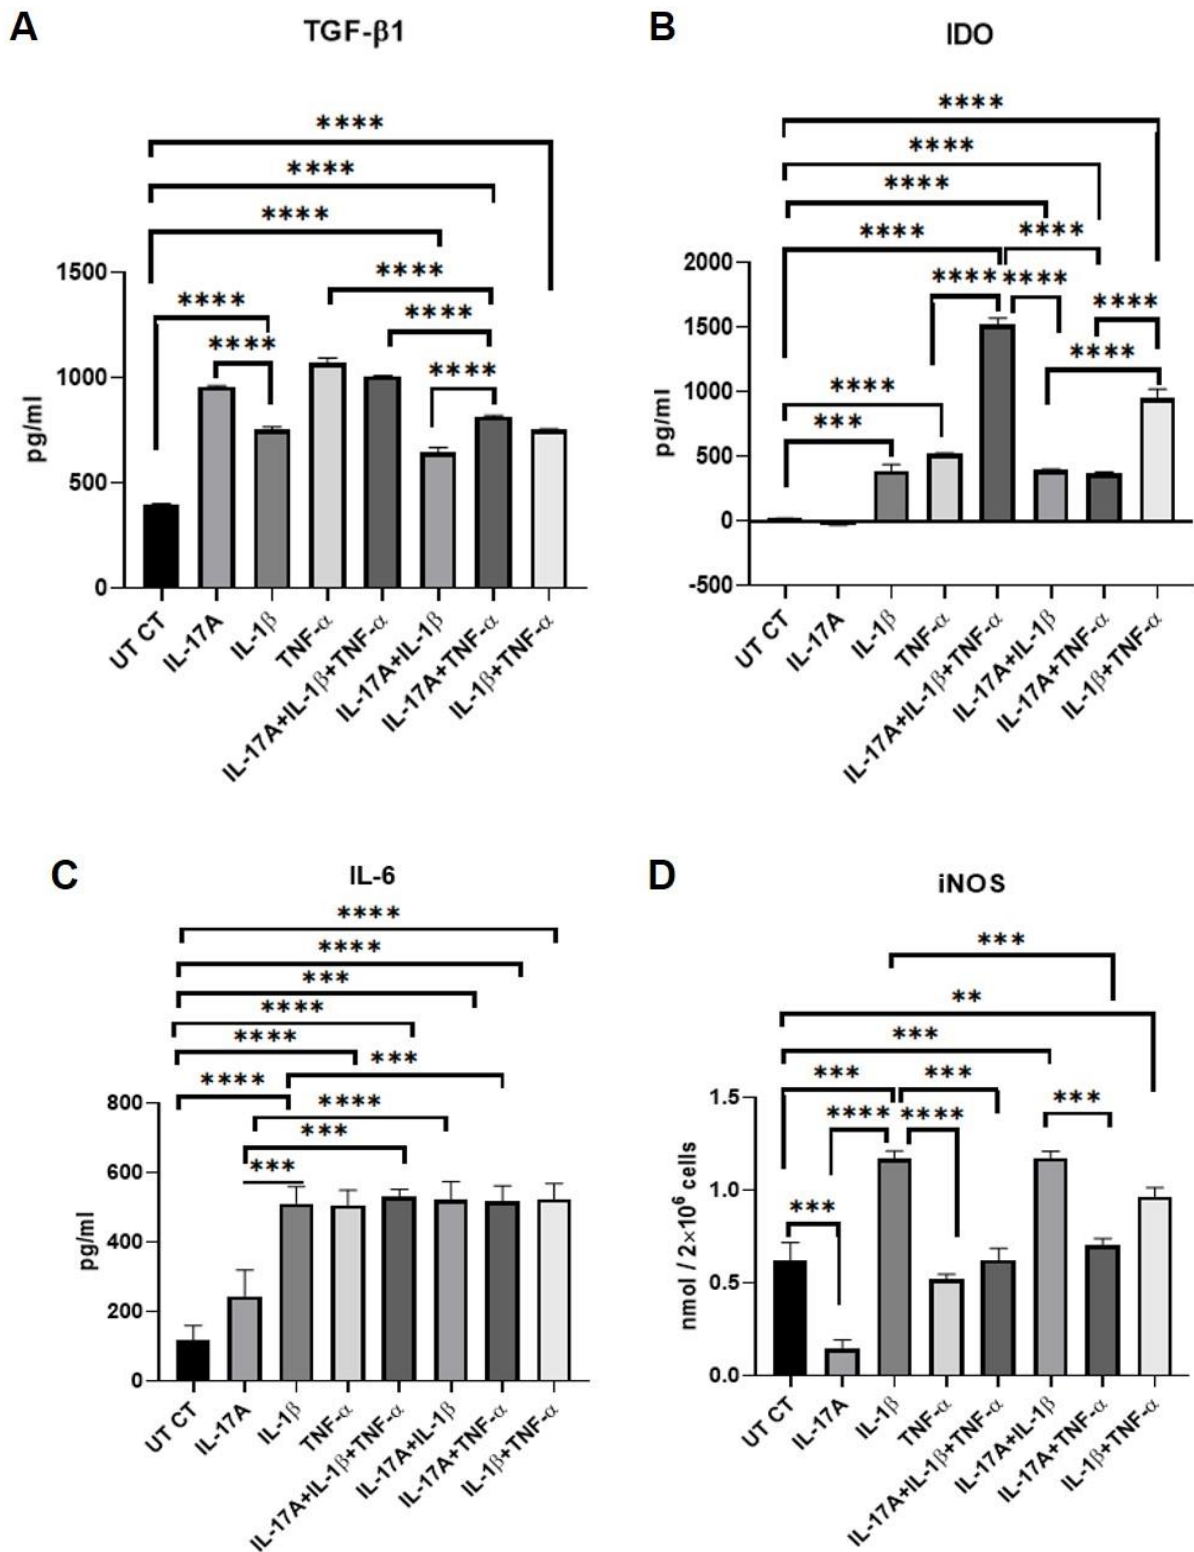 A
TGF-β1
****
****
****
****
****
****
****
****
1500
1000
500
0
pg/ml
UT CT
IL-17A
IL-1β
TNF-α
IL-17A+IL-1β+TNF-α
IL-17A+IL-1β
IL-17A+TNF-α
IL-1β+TNF-α
B
IDO
****
****
****
****
****
****
****
****
****
****
***
2000
1500
1000
500
0
-500
pg/ml
UT CT
IL-17A
IL-1β
TNF-α
IL-17A+IL-1β+TNF-α
IL-17A+IL-1β
IL-17A+TNF-α
IL-1β+TNF-α
C
IL-6
****
****
***
****
****
***
****
****
***
***
800
600
400
200
0
pg/ml
UT CT
IL-17A
IL-1β
TNF-α
IL-17A+IL-1β+TNF-α
IL-17A+IL-1β
IL-17A+TNF-α
IL-1β+TNF-α
D
iNOS
***
**
***
***
***
***
****
****
***
1.5
1.0
0.5
0.0
nmol / 2×10⁶ cells
UT CT
IL-17A
IL-1β
TNF-α
IL-17A+IL-1β+TNF-α
IL-17A+IL-1β
IL-17A+TNF-α
IL-1β+TNF-α